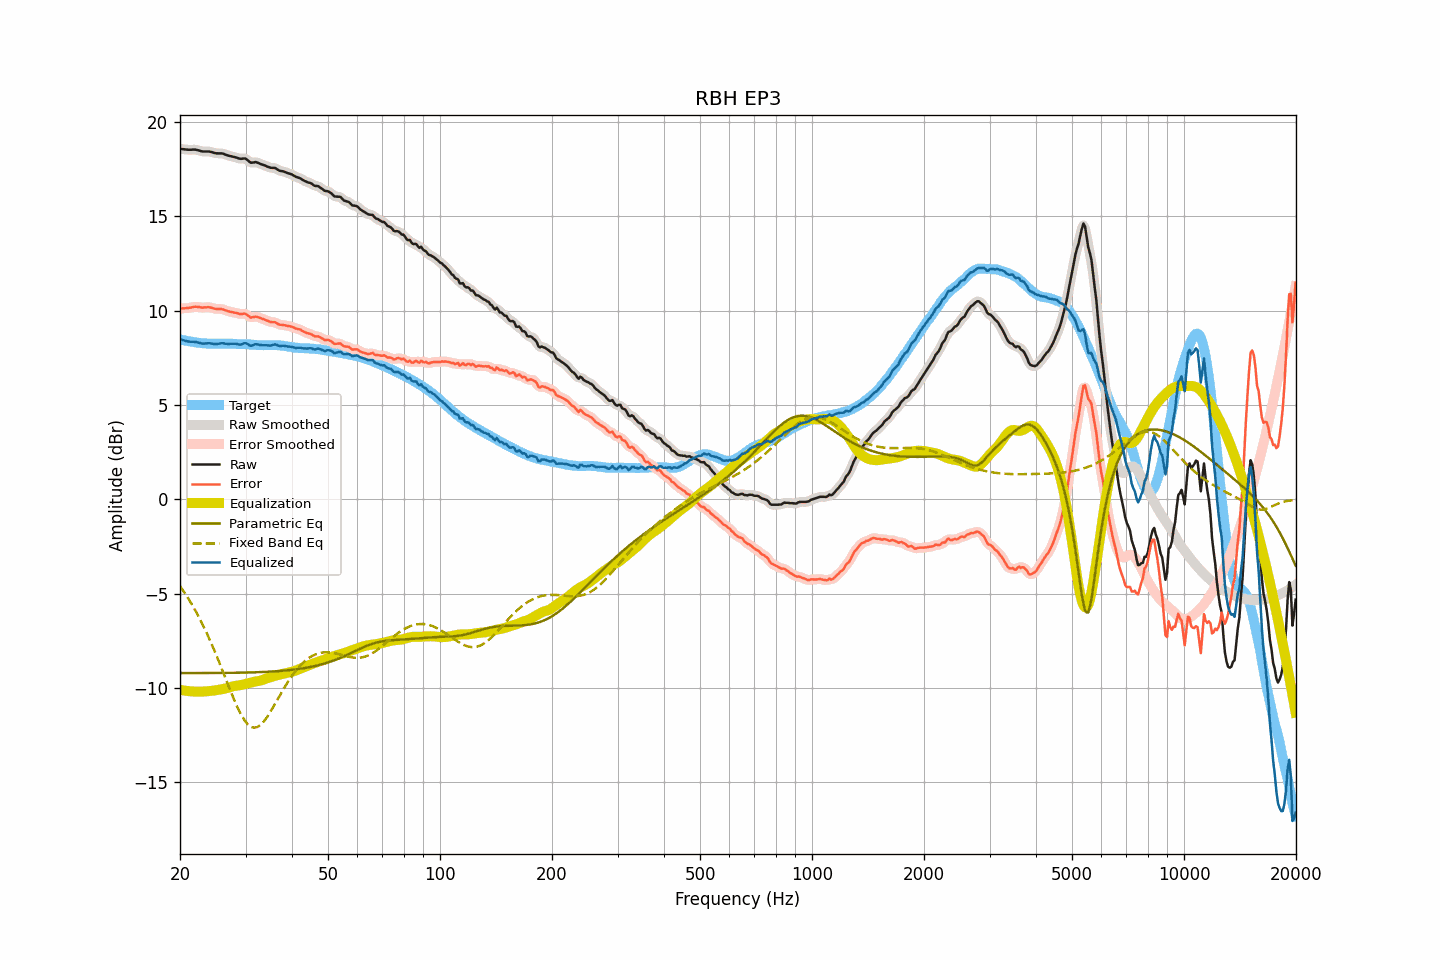 RBH EP3
20
15
10
5
0
−5
−10
−15
Amplitude (dBr)
Target
Raw Smoothed
Error Smoothed
Raw
Error
Equalization
Parametric Eq
Fixed Band Eq
Equalized
20 50 100 200 500 1000 2000 5000 10000 20000
Frequency (Hz)